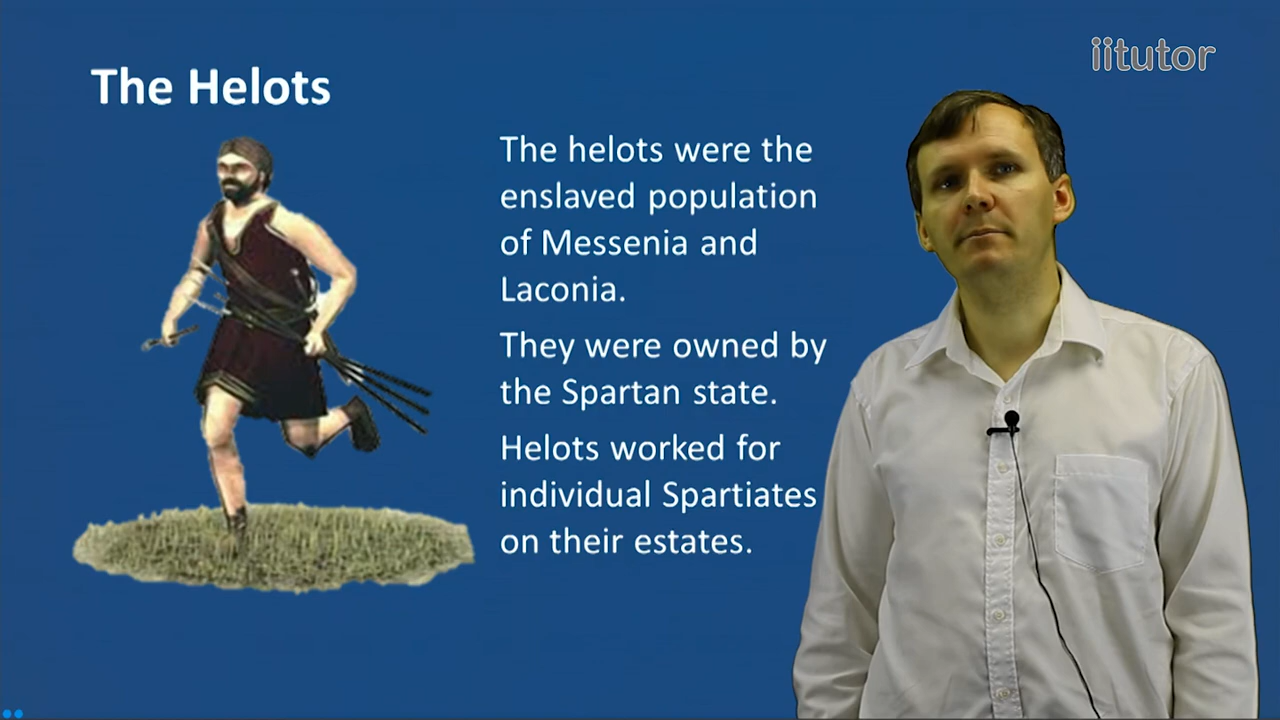 iitutor
The Helots
The helots were the
enslaved population
of Messenia and
Laconia.
They were owned by
the Spartan state.
Helots worked for
individual Spartiates
on their estates.